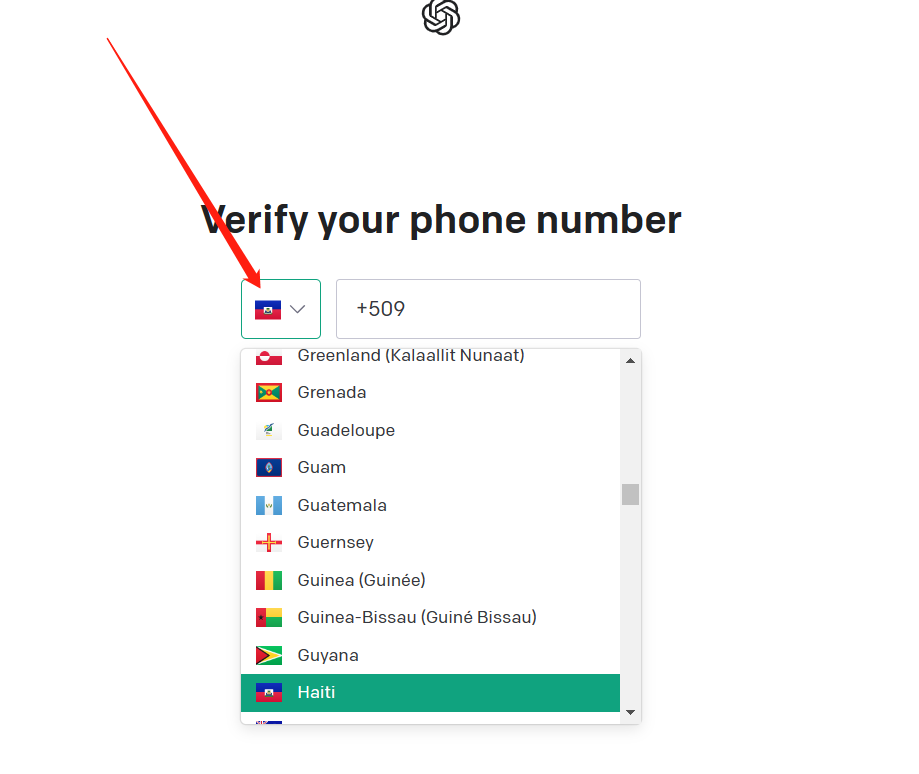 Verify your phone number
+509
Greenland (Kalaallit Nunaat)
Grenada
Guadeloupe
Guam
Guatemala
Guernsey
Guinea (Guinée)
Guinea-Bissau (Guiné Bissau)
Guyana
Haiti